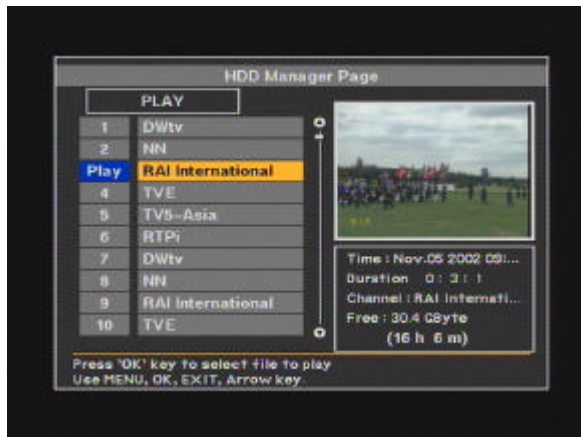 HDD Manager Page
PLAY
1 DWtv
2 NN
Play RAI International
4 TVE
5 TV5-Asia
6 RTPi
7 DWtv
8 NN
9 RAI International
10 TVE
Time : Nov.05 2002 09:...
Duration 0 : 3 : 1
Channel : RAI Internati...
Free : 30.4 GByte
(16 h 6 m)
Press 'OK' key to select file to play
Use MENU, OK, EXIT, Arrow key